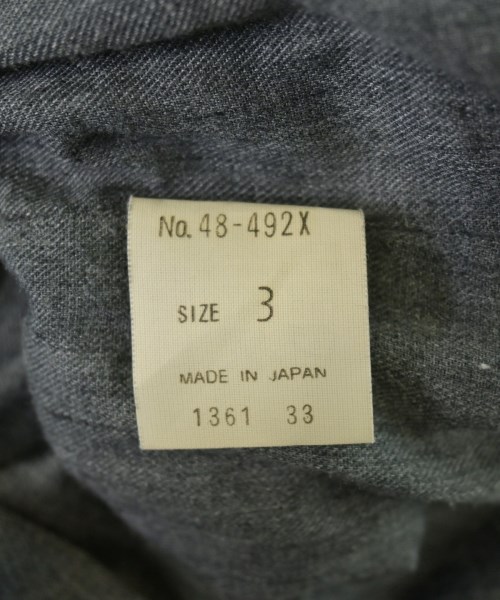 No. 48-492X
SIZE 3
MADE IN JAPAN
1361 33